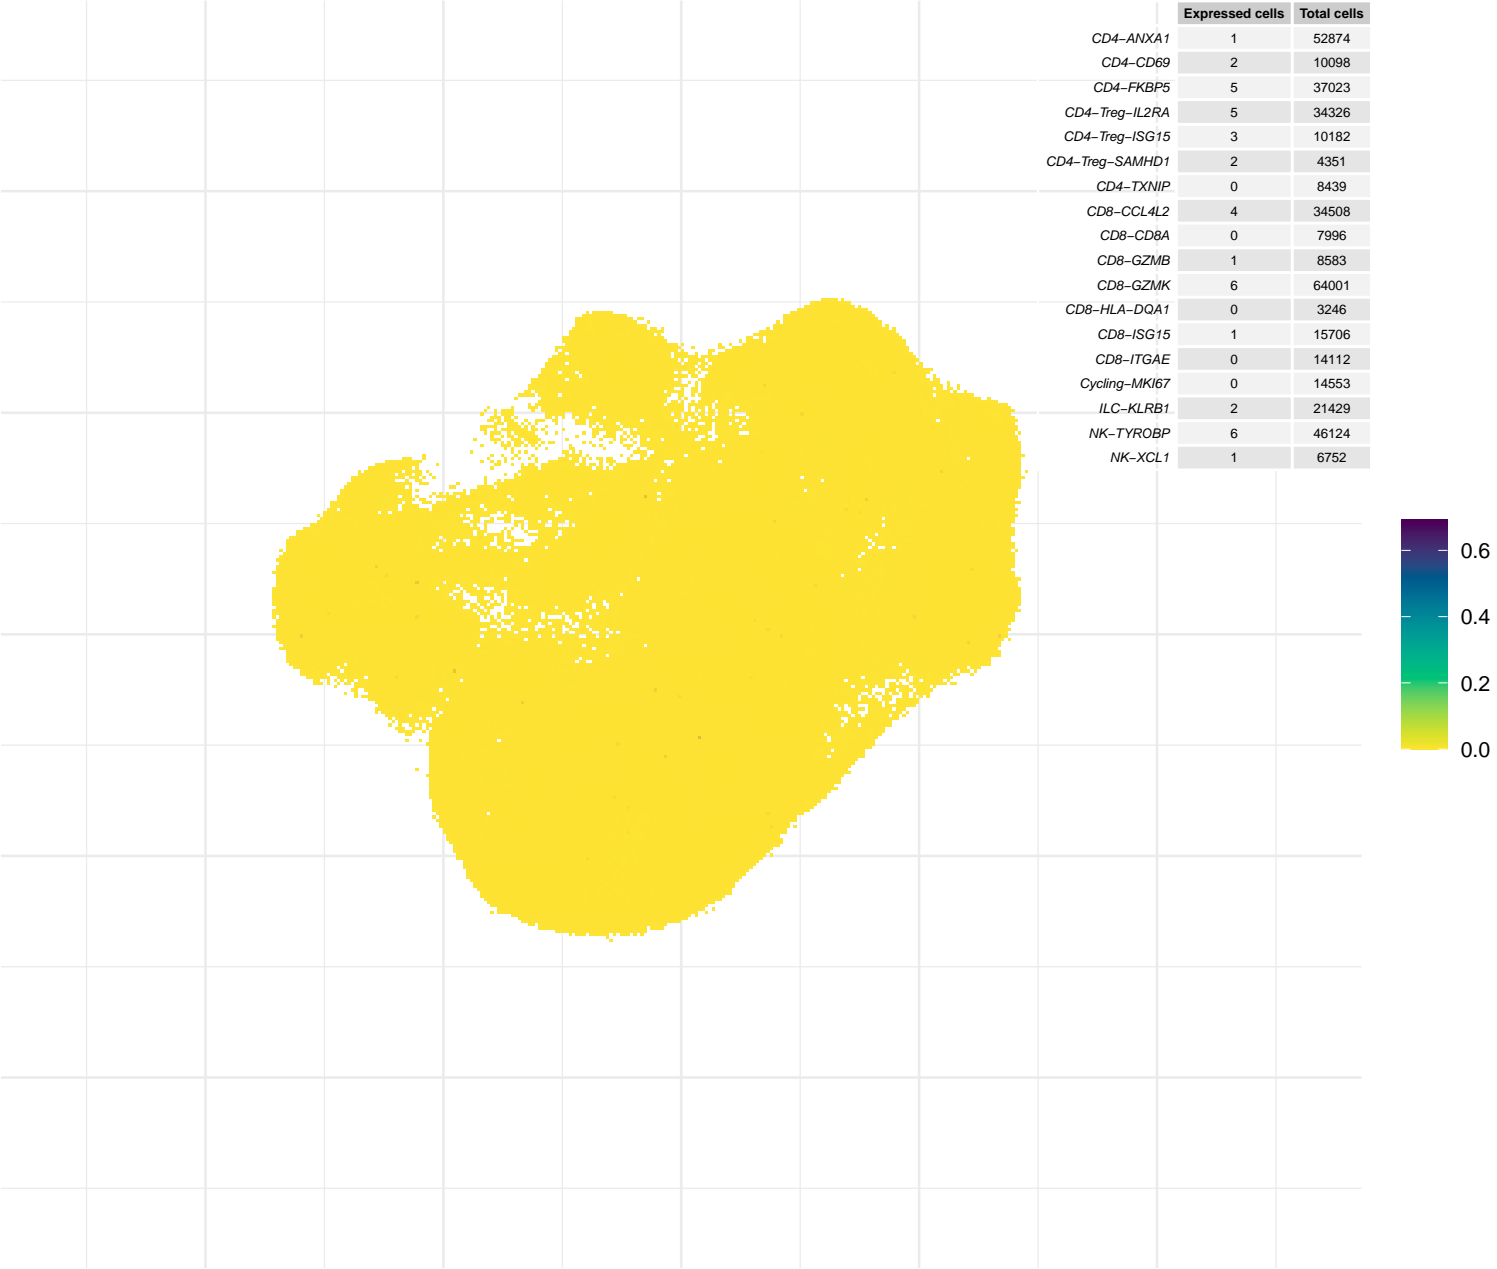 Expressed cells Total cells
CD4−ANXA1 1 52874
CD4−CD69 2 10098
CD4−FKBP5 5 37023
CD4−Treg−IL2RA 5 34326
CD4−Treg−ISG15 3 10182
CD4−Treg−SAMHD1 2 4351
CD4−TXNIP 0 8439
CD8−CCL4L2 4 34508
CD8−CD8A 0 7996
CD8−GZMB 1 8583
CD8−GZMK 6 64001
CD8−HLA−DQA1 0 3246
CD8−ISG15 1 15706
CD8−ITGAE 0 14112
Cycling−MKI67 0 14553
ILC−KLRB1 2 21429
NK−TYROBP 6 46124
NK−XCL1 1 6752
0.6
0.4
0.2
0.0